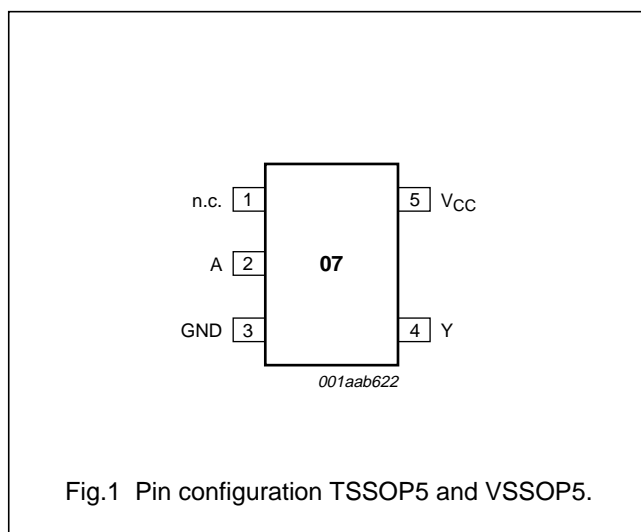 n.c. 1 5 VCC
A 2 07
GND 3 4 Y
001aab622
Fig.1 Pin configuration TSSOP5 and VSSOP5.